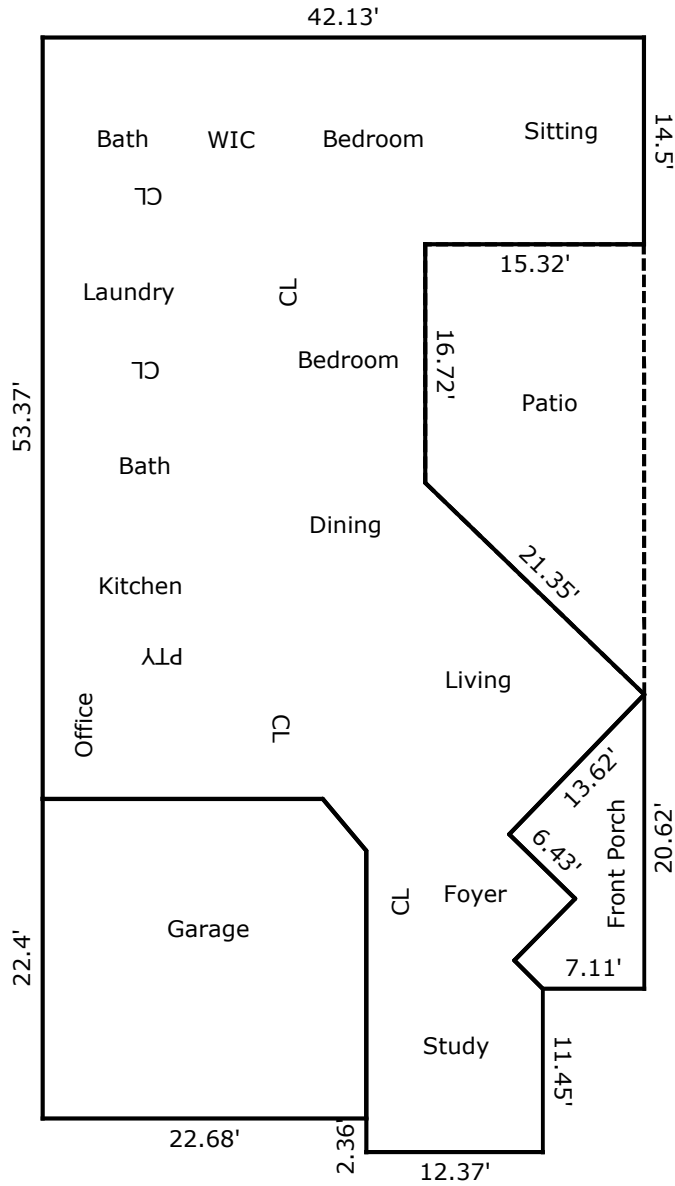 42.13'
Bath
WIC
Bedroom
Sitting
14.5'
CL
15.32'
Laundry
CL
16.72'
Bedroom
CL
Patio
53.37'
Bath
Dining
21.35'
Kitchen
PTY
Living
Office
CL
13.62'
6.43'
Front Porch
20.62'
Foyer
CL
Garage
22.4'
7.11'
Study
11.45'
22.68'
2.36'
12.37'